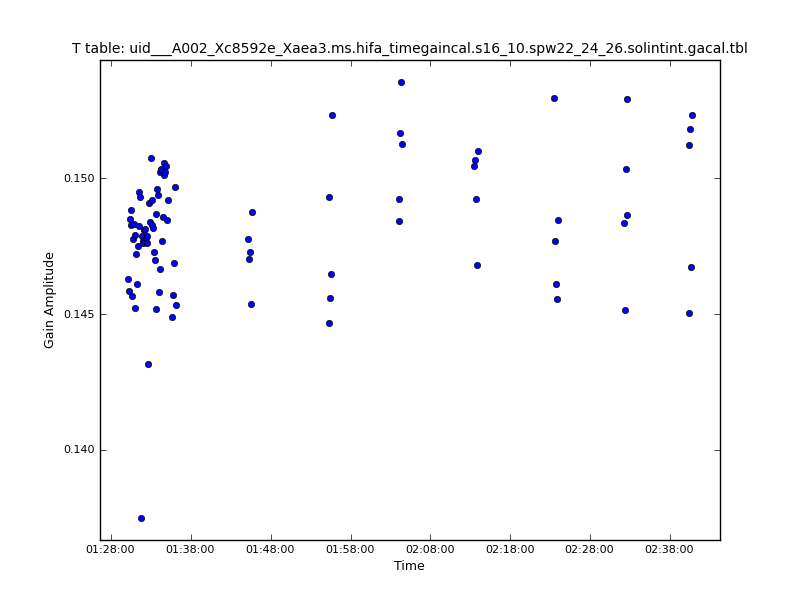 T table: uid___A002_Xc8592e_Xaea3.ms.hifa_timegaincal.s16_10.spw22_24_26.solintint.gacal.tbl
Gain Amplitude
0.150
0.145
0.140
01:28:00 01:38:00 01:48:00 01:58:00 02:08:00 02:18:00 02:28:00 02:38:00
Time